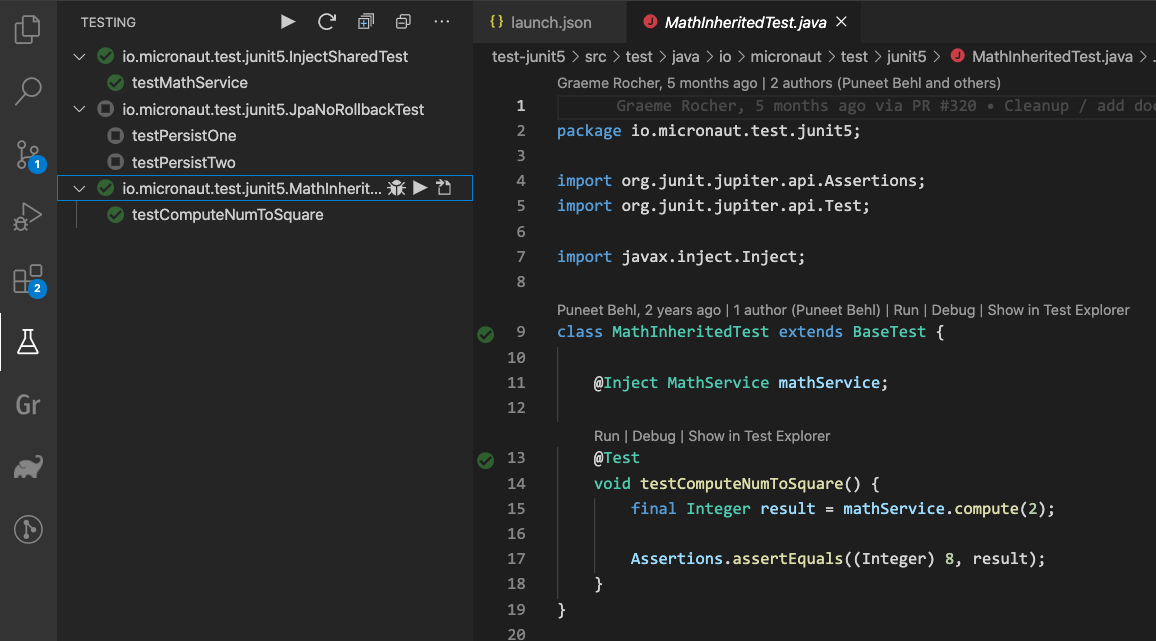 TESTING
io.micronaut.test.junit5.InjectSharedTest
testMathService
io.micronaut.test.junit5.JpaNoRollbackTest
testPersistOne
testPersistTwo
io.micronaut.test.junit5.MathInherit...
testComputeNumToSquare
1
2
Gr
{} launch.json
J MathInheritedTest.java
test-junit5 > src > test > java > io > micronaut > test > junit5 > J MathInheritedTest.java > .
Graeme Rocher, 5 months ago | 2 authors (Puneet Behl and others)
1 Graeme Rocher, 5 months ago via PR #320 • Cleanup / add doc
2 package io.micronaut.test.junit5;
3
4 import org.junit.jupiter.api.Assertions;
5 import org.junit.jupiter.api.Test;
6
7 import javax.inject.Inject;
8
Puneet Behl, 2 years ago | 1 author (Puneet Behl) | Run | Debug | Show in Test Explorer
9 class MathInheritedTest extends BaseTest {
10
11 @Inject MathService mathService;
12
Run | Debug | Show in Test Explorer
13 @Test
14 void testComputeNumToSquare() {
15 final Integer result = mathService.compute(2);
16
17 Assertions.assertEquals((Integer) 8, result);
18 }
19 }
20